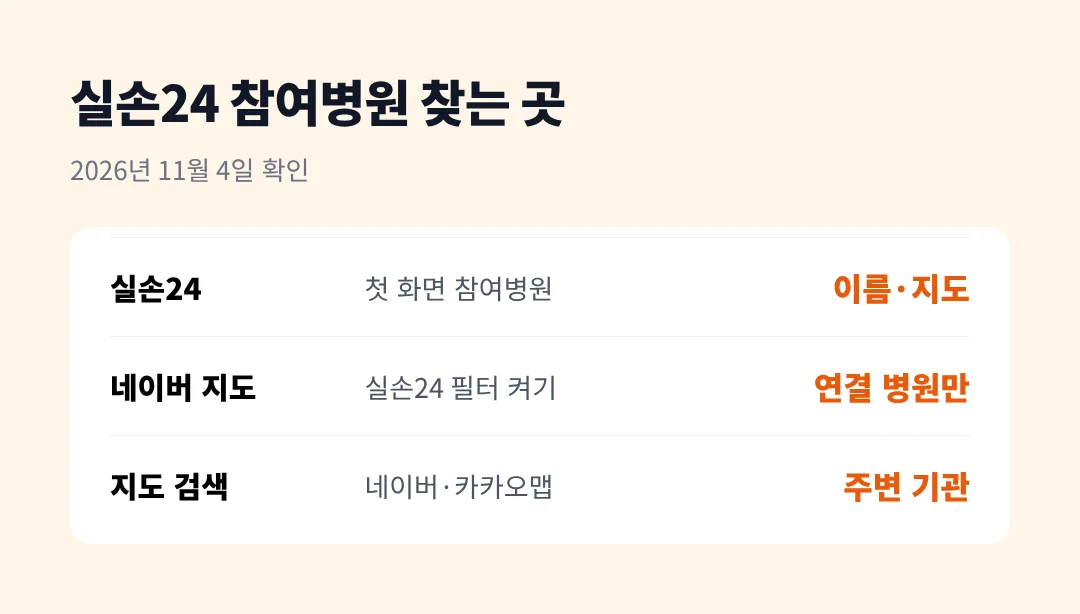 실손24 참여병원 찾는 곳
2026년 11월 4일 확인
실손24 첫 화면 참여병원 이름·지도
네이버 지도 실손24 필터 켜기 연결 병원만
지도 검색 네이버·카카오맵 주변 기관